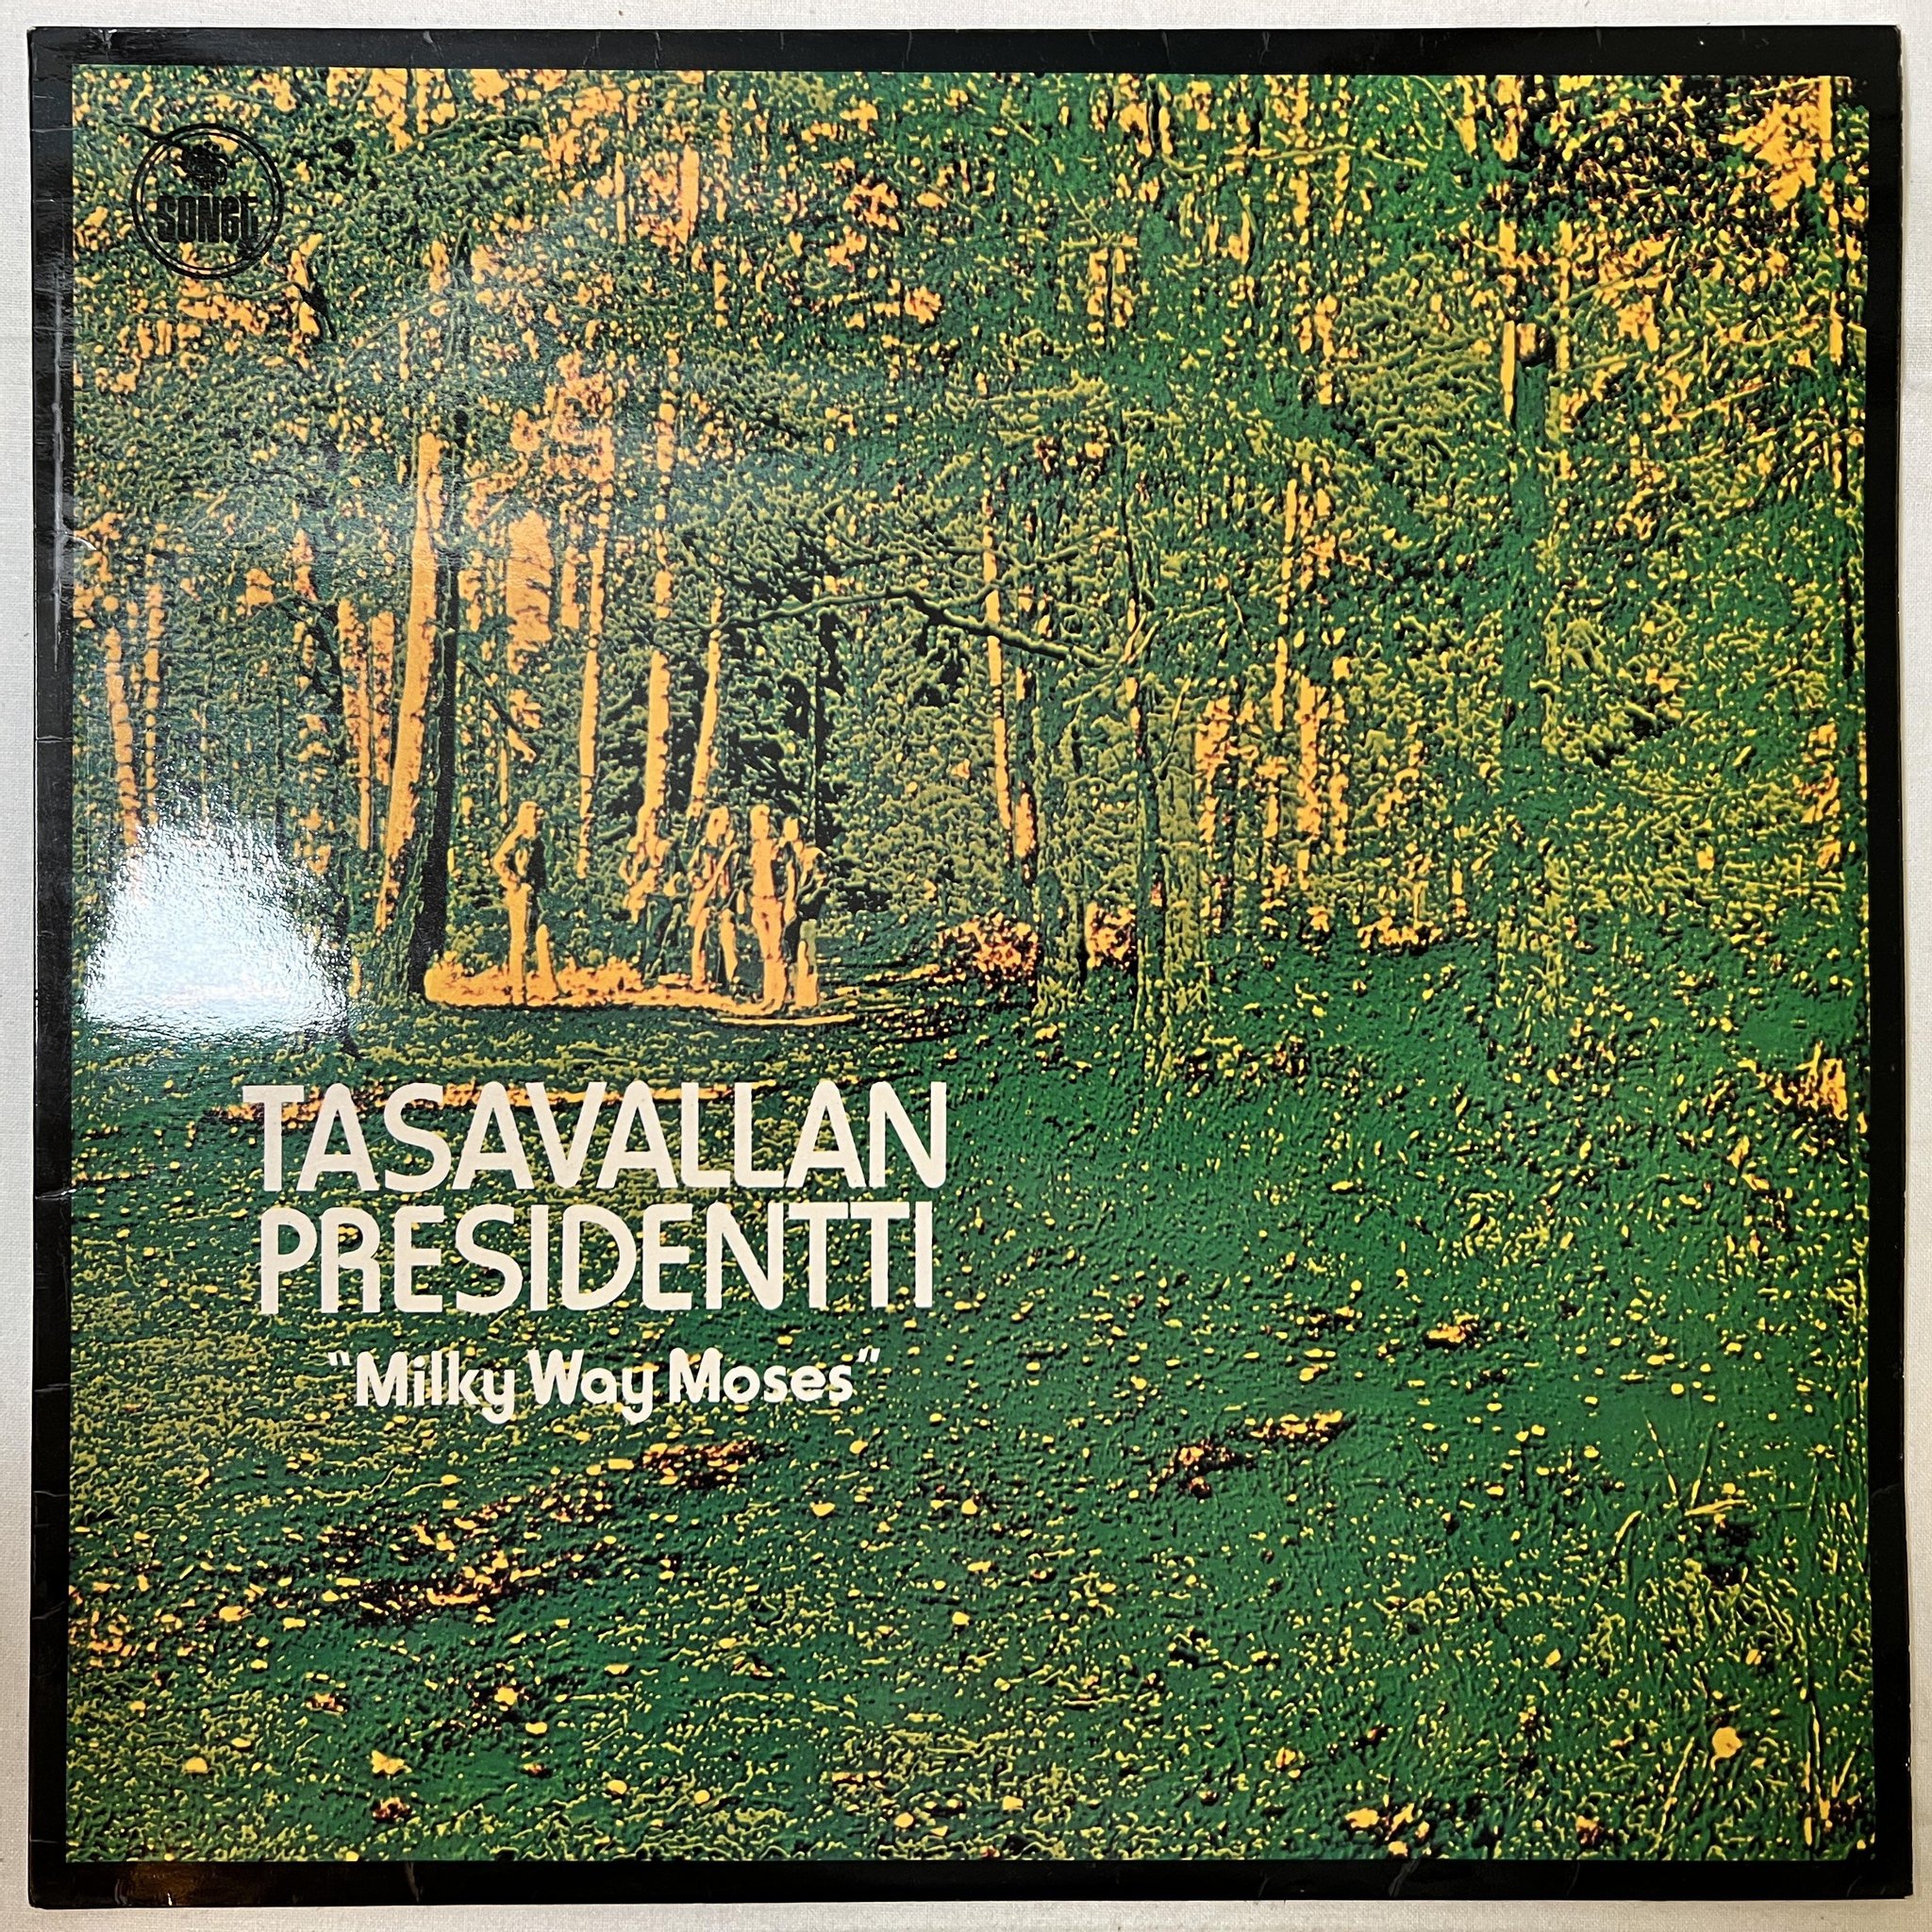 SONET
TASAVALLAN
PRESIDENTTI
"Milky Way Moses"